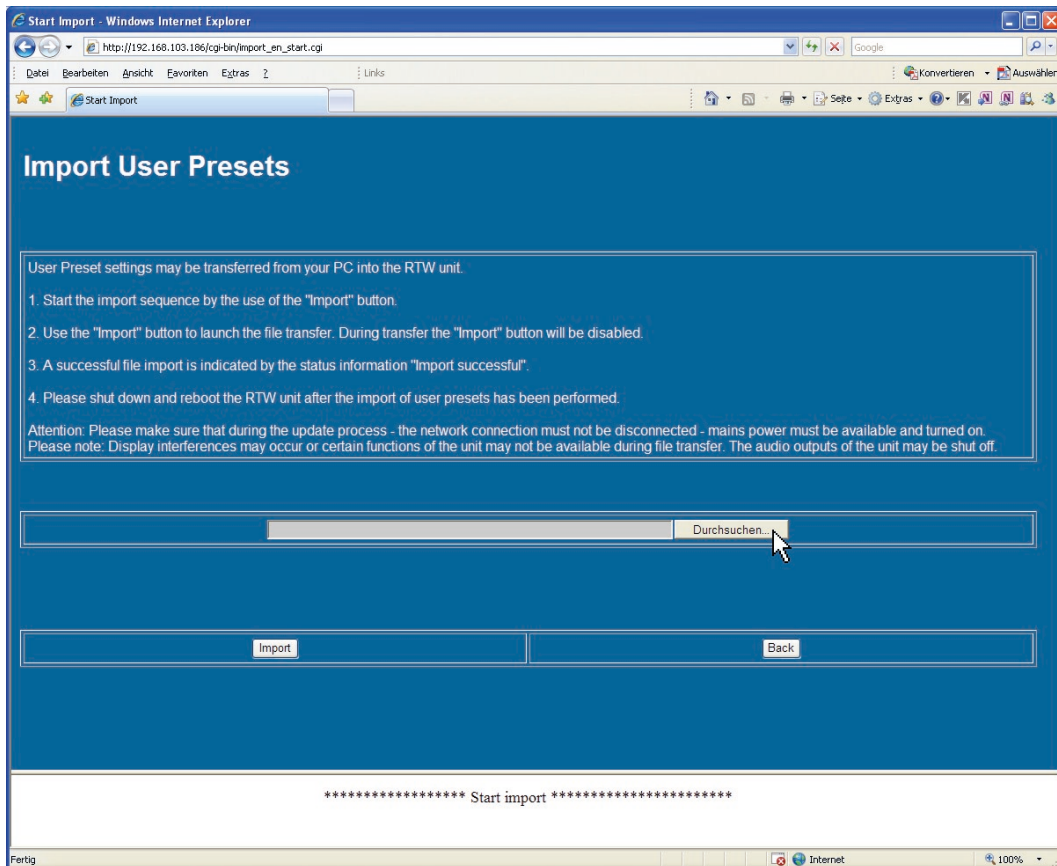 Start Import - Windows Internet Explorer
http://192.168.103.186/cgi-bin/import_en_start.cgi
Google
Datei Bearbeiten Ansicht Favoriten Extras ?
Links
Konvertieren
Auswählen
Start Import
Seite
Extras
Import User Presets
User Preset settings may be transferred from your PC into the RTW unit.
1. Start the import sequence by the use of the "Import" button.
2. Use the "Import" button to launch the file transfer. During transfer the "Import" button will be disabled.
3. A successful file import is indicated by the status information "Import successful".
4. Please shut down and reboot the RTW unit after the import of user presets has been performed.
Attention: Please make sure that during the update process - the network connection must not be disconnected - mains power must be available and turned on.
Please note: Display interferences may occur or certain functions of the unit may not be available during file transfer. The audio outputs of the unit may be shut off.
Durchsuchen...
Import
Back
****************** Start import ***********************
Fertig
Internet
100%